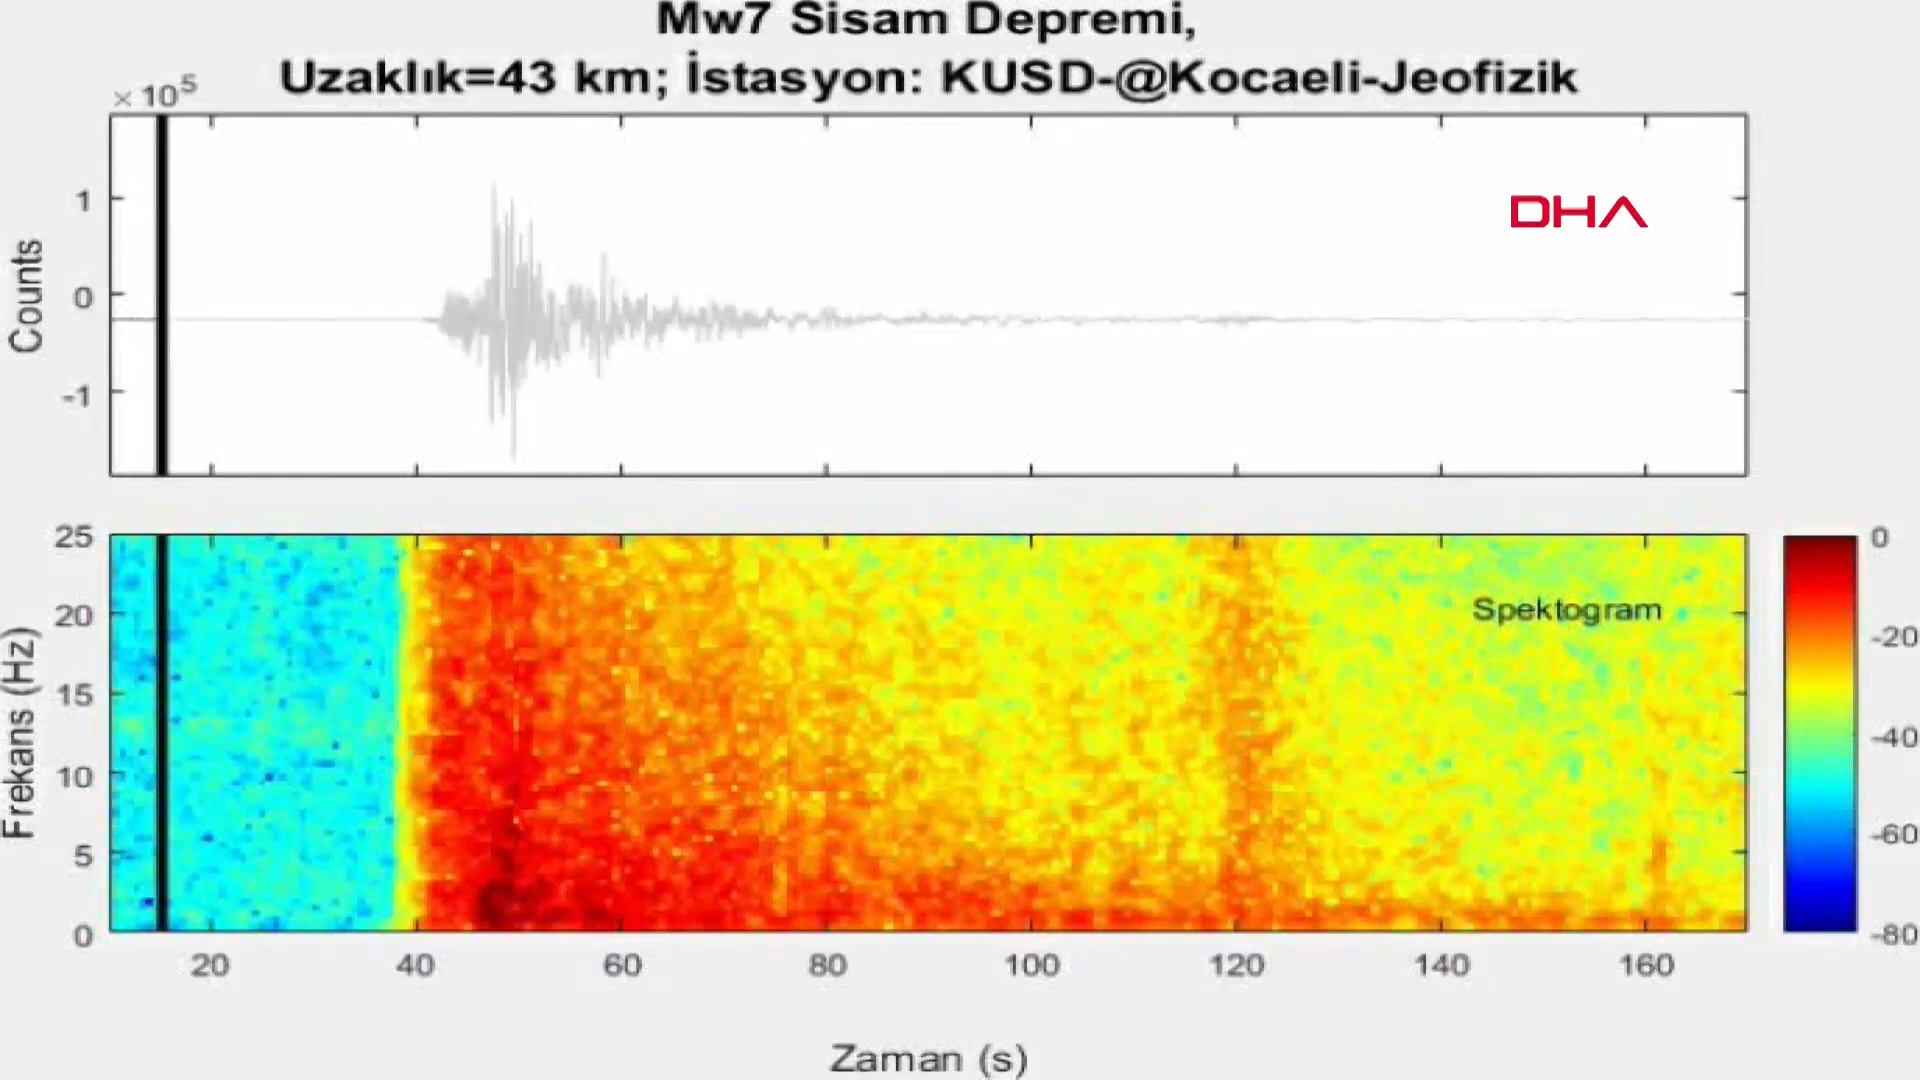 Mw7 Sisam Depremi,
Uzaklık=43 km; İstasyon: KUSD-@Kocaeli-Jeofizik
×10⁵
1
0
-1
Counts
DHA
25
20
15
10
5
0
Frekans (Hz)
Spektogram
0
-20
-40
-60
-80
20 40 60 80 100 120 140 160
Zaman (s)